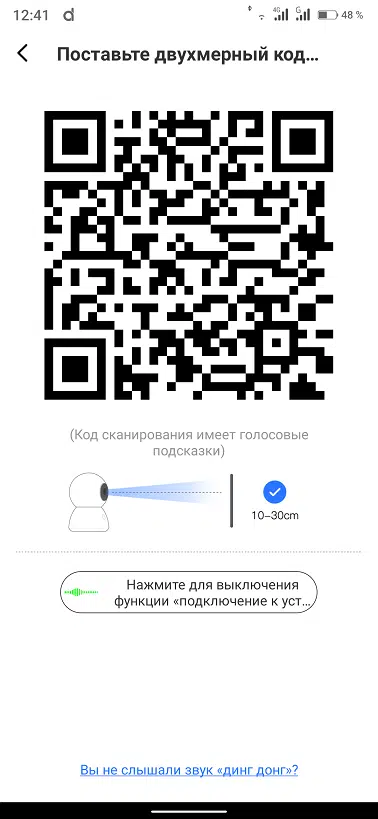 12:41 d 4G G 48 %
Поставьте двухмерный код...
(Код сканирования имеет голосовые
подсказки)
10-30cm
Нажмите для выключения
функции «подключение к уст...
Вы не слышали звук «динг донг»?